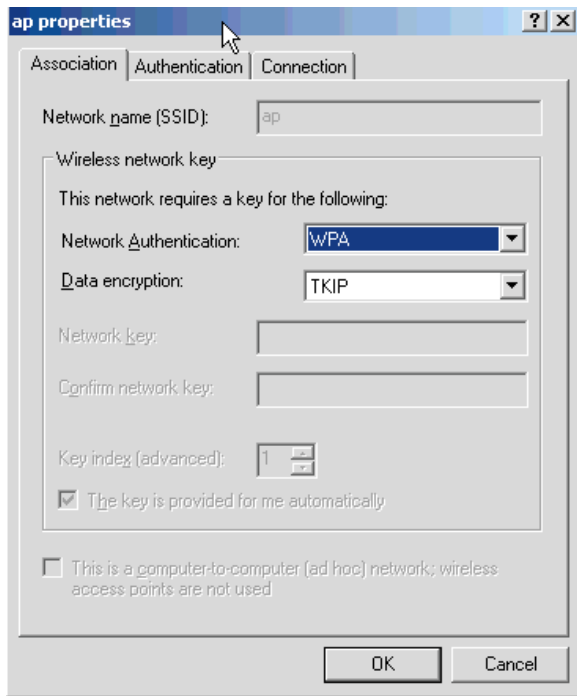 ap properties
Association Authentication Connection
Network name (SSID): ap
Wireless network key
This network requires a key for the following:
Network Authentication: WPA
Data encryption: TKIP
Network key:
Confirm network key:
Key index (advanced): 1
The key is provided for me automatically
This is a computer-to-computer (ad hoc) network; wireless
access points are not used
OK Cancel